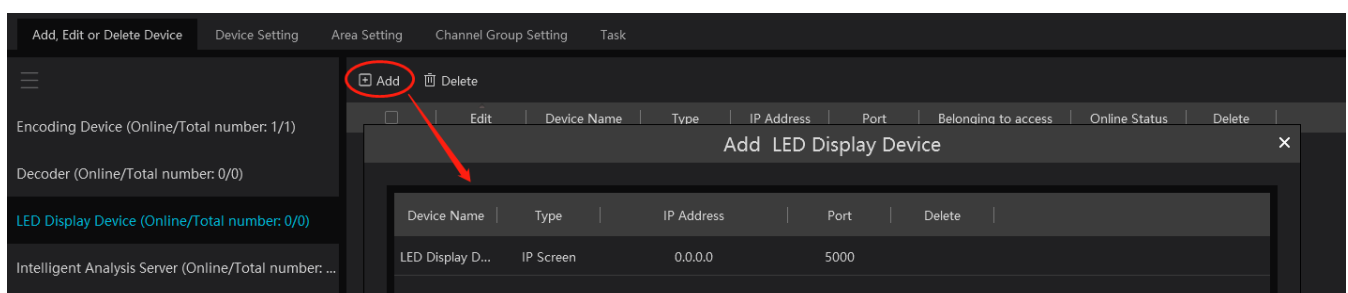 Add, Edit or Delete Device Device Setting Area Setting Channel Group Setting Task
Add Delete
Encoding Device (Online/Total number: 1/1)
Edit Device Name Type IP Address Port Belonging to access Online Status Delete
Add LED Display Device
Decoder (Online/Total number: 0/0)
LED Display Device (Online/Total number: 0/0)
Device Name Type IP Address Port Delete
LED Display D... IP Screen 0.0.0.0 5000
Intelligent Analysis Server (Online/Total number: ...